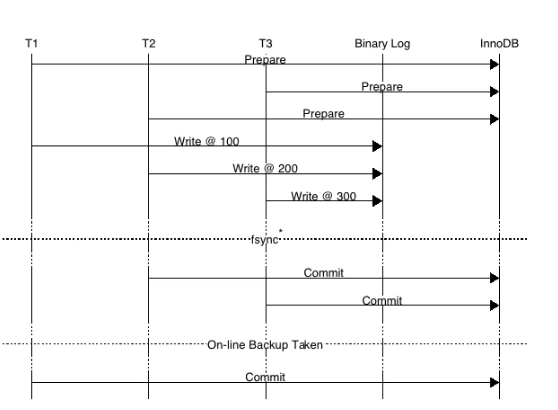 T1 T2 T3 Binary Log InnoDB
Prepare
Prepare
Prepare
Write @ 100
Write @ 200
Write @ 300
fsync*
Commit
Commit
On-line Backup Taken
Commit